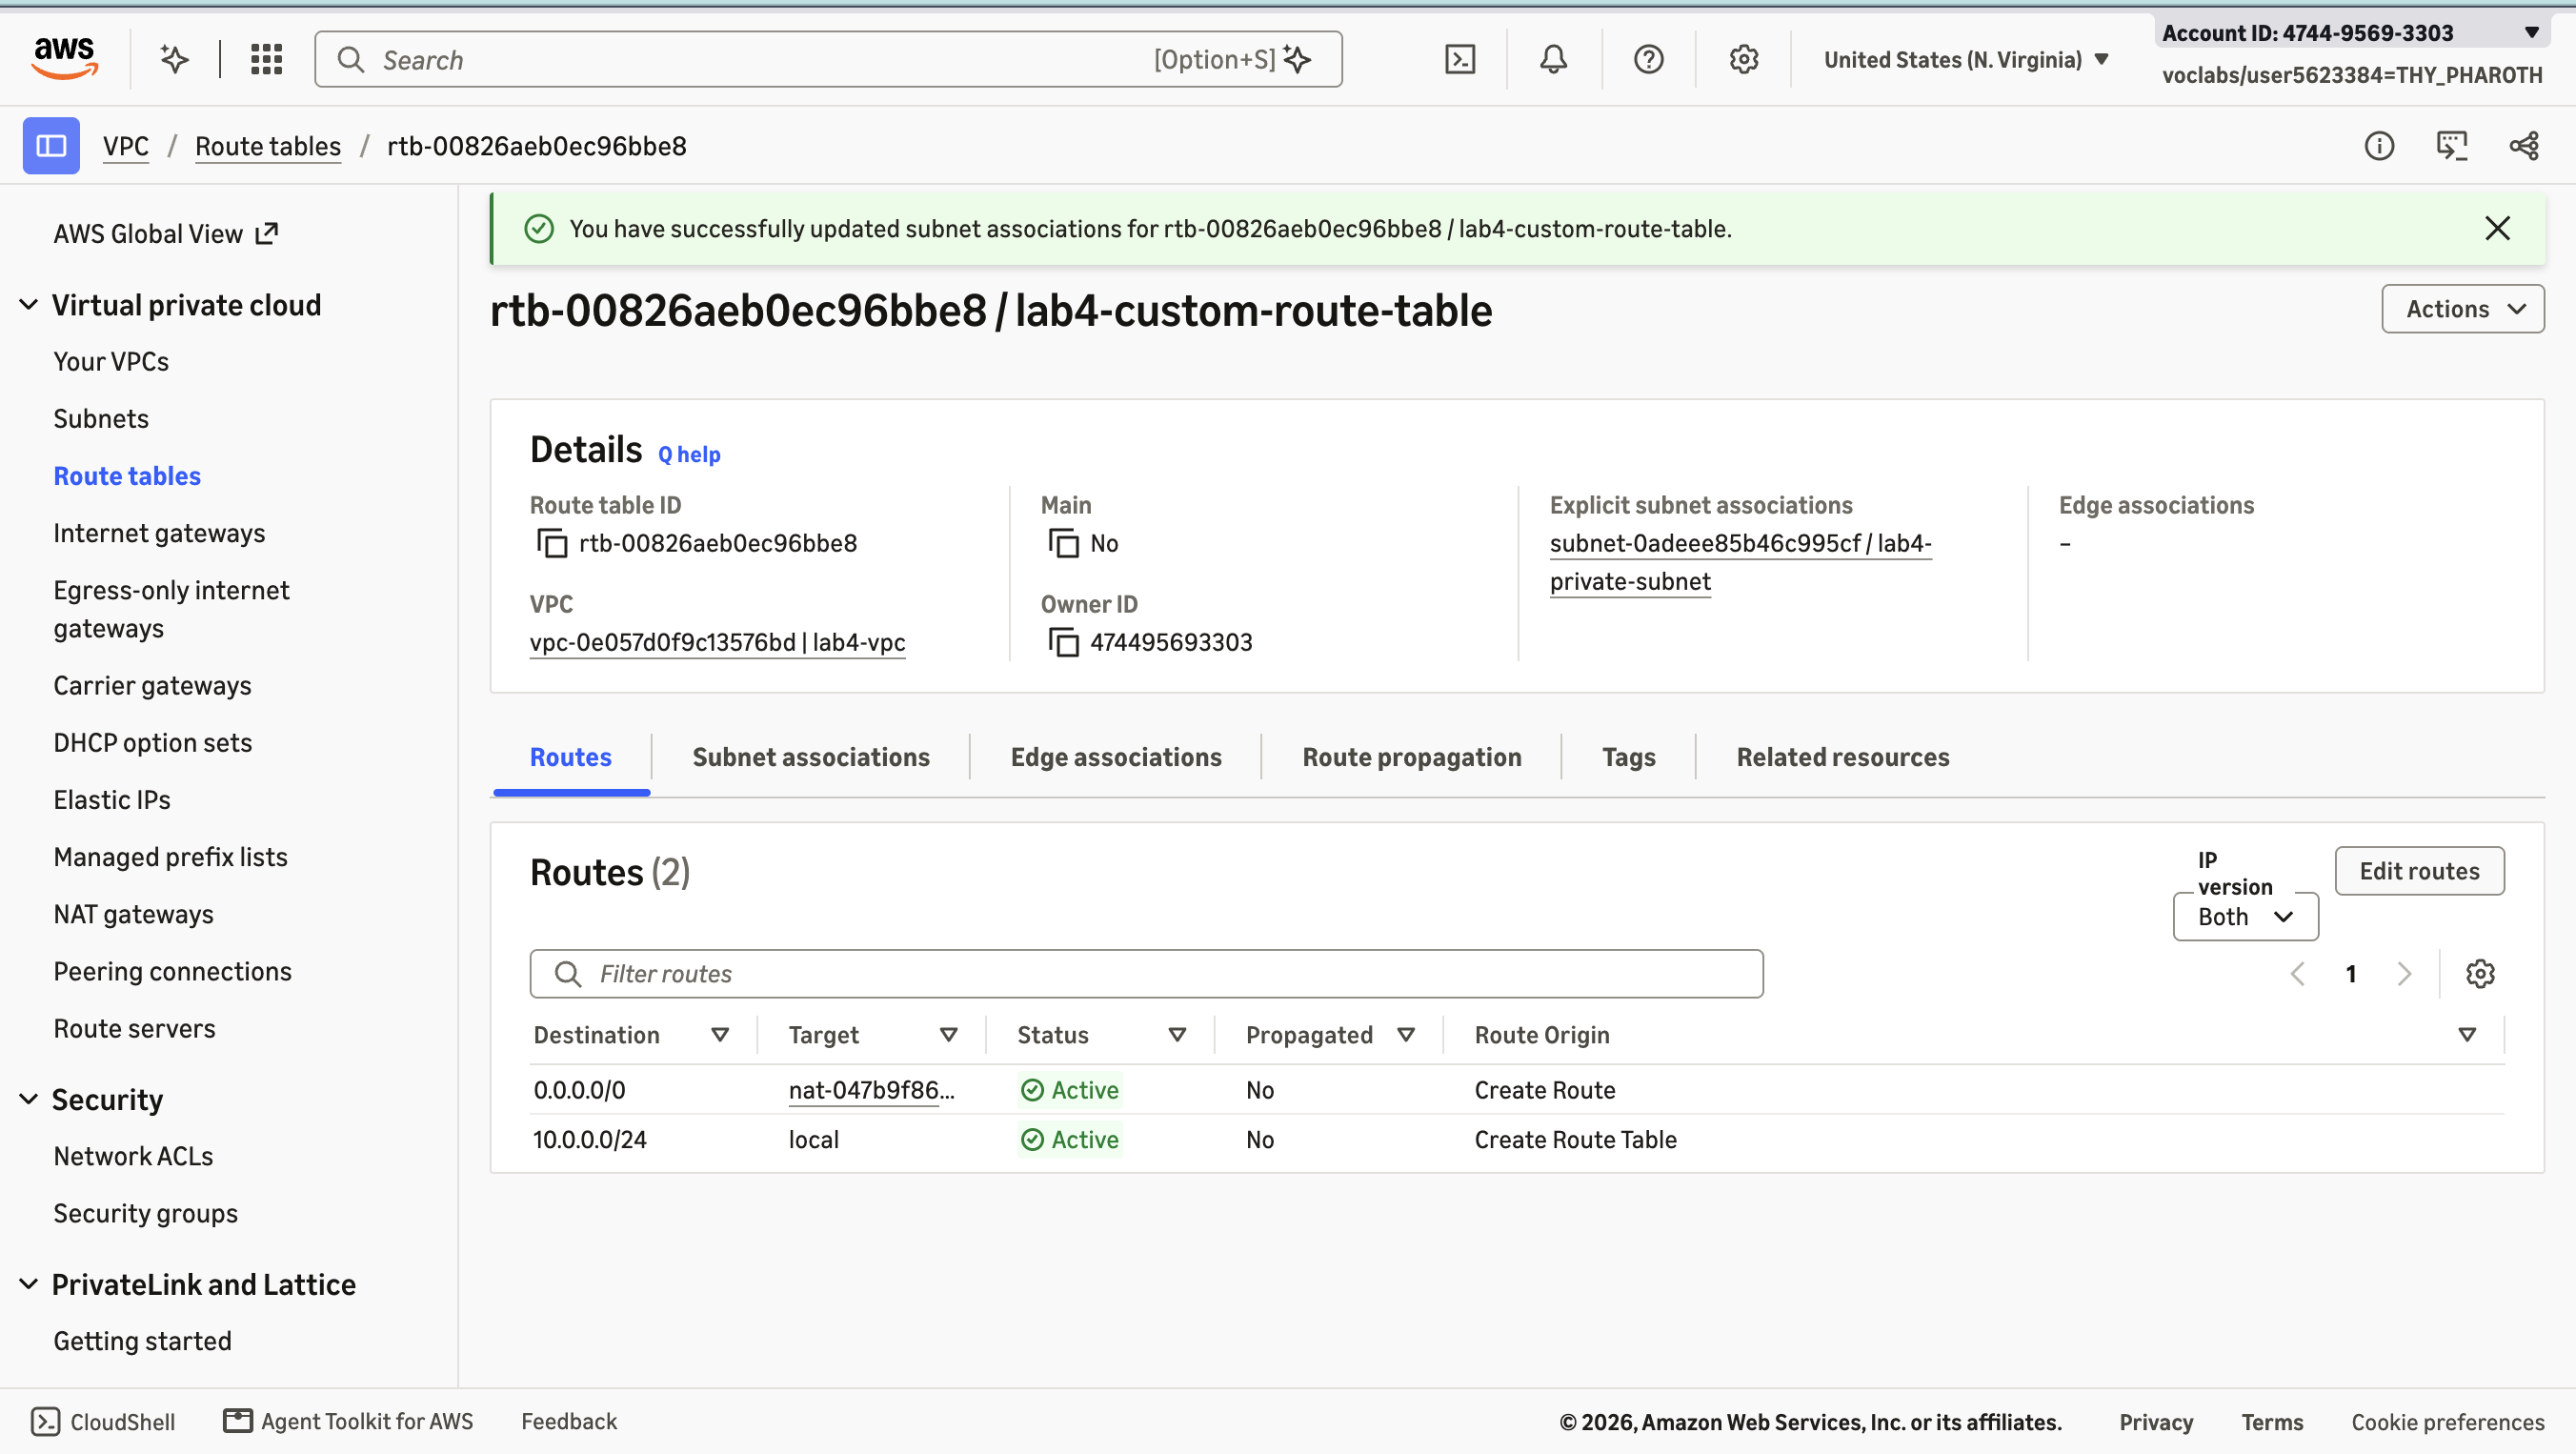 aws
Search
[Option+S]
United States (N. Virginia)
Account ID: 4744-9569-3303
voclabs/user5623384=THY_PHAROTH
VPC / Route tables / rtb-00826aeb0ec96bbe8
AWS Global View
Virtual private cloud
Your VPCs
Subnets
Route tables
Internet gateways
Egress-only internet
gateways
Carrier gateways
DHCP option sets
Elastic IPs
Managed prefix lists
NAT gateways
Peering connections
Route servers
Security
Network ACLs
Security groups
PrivateLink and Lattice
Getting started
You have successfully updated subnet associations for rtb-00826aeb0ec96bbe8 / lab4-custom-route-table.
rtb-00826aeb0ec96bbe8 / lab4-custom-route-table
Actions
Details Q help
Route table ID
rtb-00826aeb0ec96bbe8
Main
No
Explicit subnet associations
subnet-0adeee85b46c995cf / lab4-
private-subnet
Edge associations
–
VPC
vpc-0e057d0f9c13576bd | lab4-vpc
Owner ID
474495693303
Routes Subnet associations Edge associations Route propagation Tags Related resources
Routes (2)
IP
version
Both
Edit routes
Filter routes
1
Destination Target Status Propagated Route Origin
0.0.0.0/0 nat-047b9f86... Active No Create Route
10.0.0.0/24 local Active No Create Route Table
CloudShell Agent Toolkit for AWS Feedback
© 2026, Amazon Web Services, Inc. or its affiliates. Privacy Terms Cookie preferences